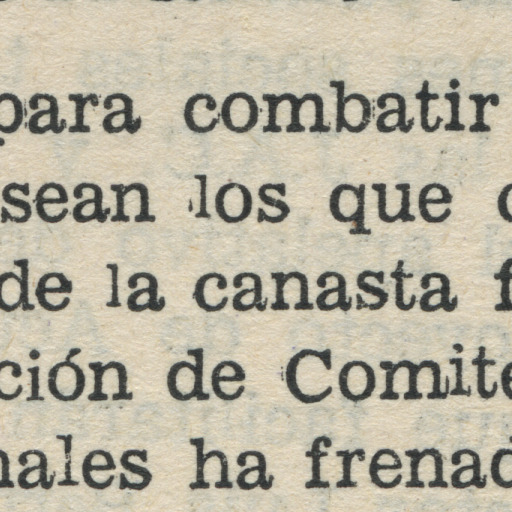 para combatir
sean los que
de la canasta
ción de Comite
nales ha frenad